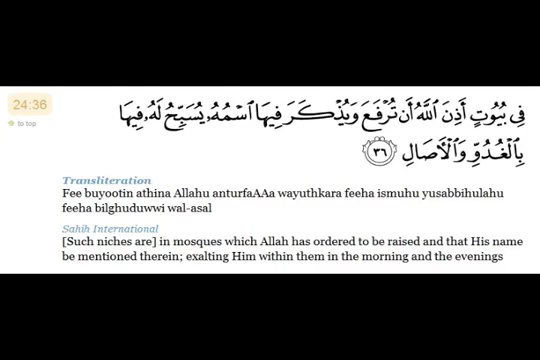 24:36
to top
فِي بُيُوتٍ أَذِنَ ٱللَّهُ أَن تُرْفَعَ وَيُذْكَرَ فِيهَا ٱسْمُهُۥ يُسَبِّحُ لَهُۥ فِيهَا
بِٱلْغُدُوِّ وَٱلْأَصَالِ ٣٦
Transliteration
Fee buyootin athina Allahu anturfaAAa wayuthkara feeha ismuhu yusabbihulahu
feeha bilghuduwwi wal-asal
Sahih International
[Such niches are] in mosques which Allah has ordered to be raised and that His name
be mentioned therein; exalting Him within them in the morning and the evenings